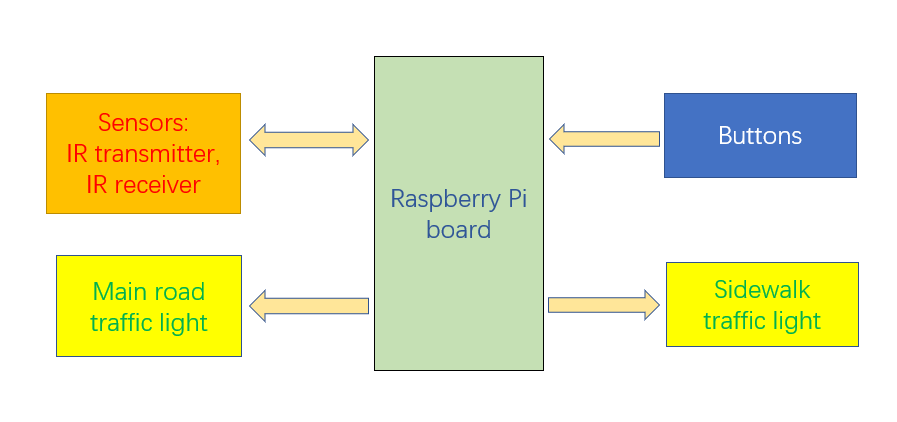 Sensors:
IR transmitter,
IR receiver
Raspberry Pi
board
Buttons
Main road
traffic light
Sidewalk
traffic light